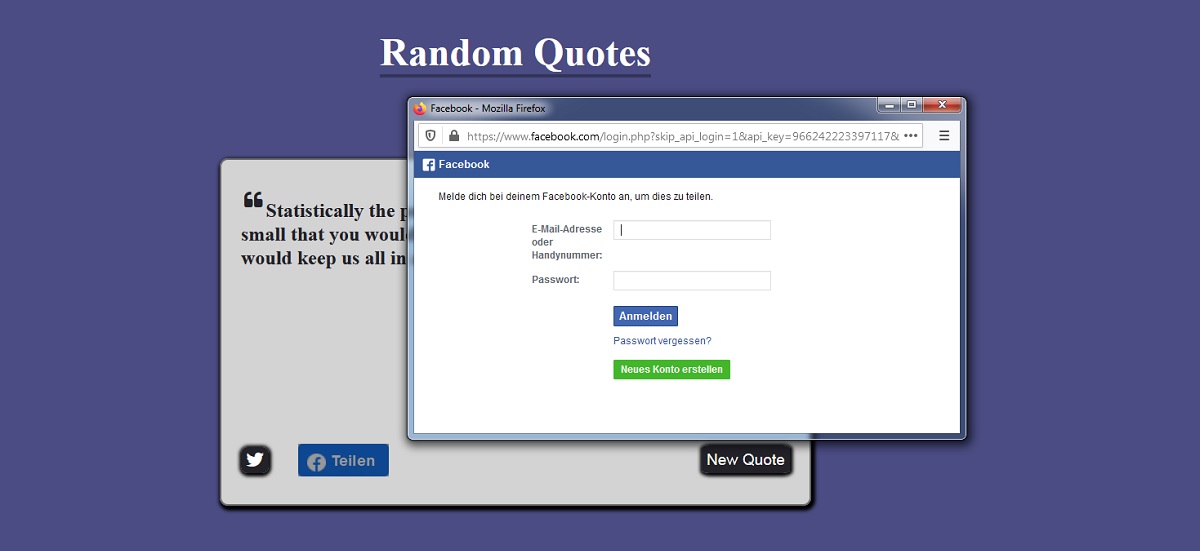 Random Quotes
Facebook - Mozilla Firefox
https://www.facebook.com/login.php?skip_api_login=1&api_key=966242223397117&
Facebook
Melde dich bei deinem Facebook-Konto an, um dies zu teilen.
E-Mail-Adresse
oder
Handynummer:
Passwort:
Anmelden
Passwort vergessen?
Neues Konto erstellen
Statistically the
small that you
would keep us all in
Teilen
New Quote